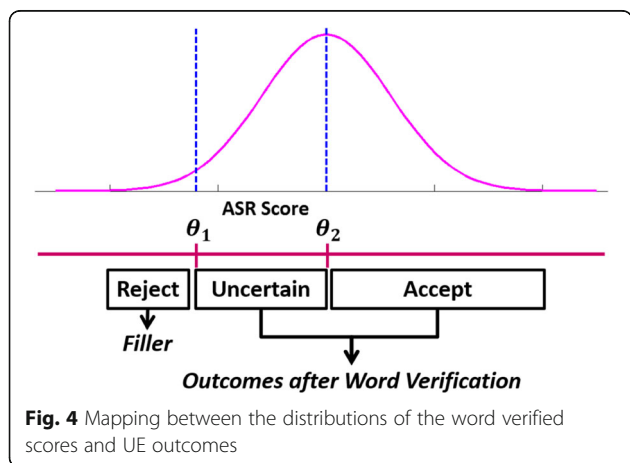 ASR Score
θ₁ θ₂
Reject Uncertain Accept
Filler
Outcomes after Word Verification
Fig. 4 Mapping between the distributions of the word verified
scores and UE outcomes